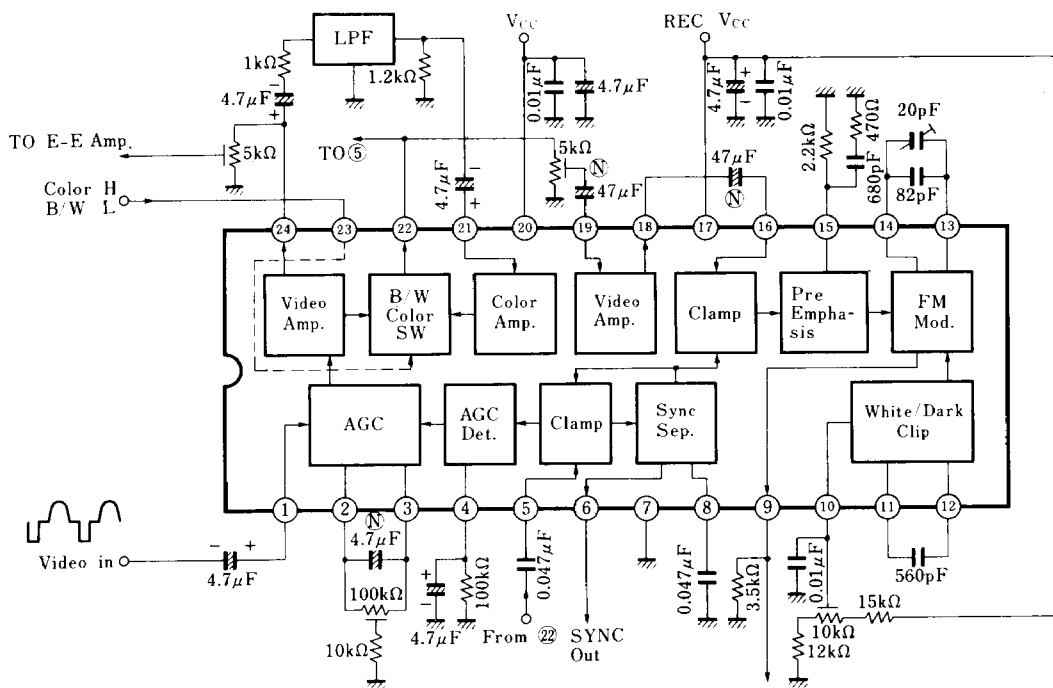 LPF
VCC
REC VCC
1kΩ
1.2kΩ
0.01μF
4.7μF
4.7μF
0.01μF
4.7μF
TO E-E Amp.
5kΩ
TO ⑤
5kΩ
Ⓝ
47μF
4.7μF
47μF
Ⓝ
2.2kΩ
470Ω
680pF
20pF
82pF
Color H
B/W L
24 23 22 21 20 19 18 17 16 15 14 13
Video Amp.
B/W Color SW
Color Amp.
Video Amp.
Clamp
Pre Emphasis
FM Mod.
AGC
AGC Det.
Clamp
Sync Sep.
White/Dark Clip
1 2 3 4 5 6 7 8 9 10 11 12
Video in
4.7μF
Ⓝ
4.7μF
100kΩ
10kΩ
4.7μF
100kΩ
0.047μF
From ㉒
SYNC Out
0.047μF
3.5kΩ
0.01μF
560pF
15kΩ
10kΩ
12kΩ